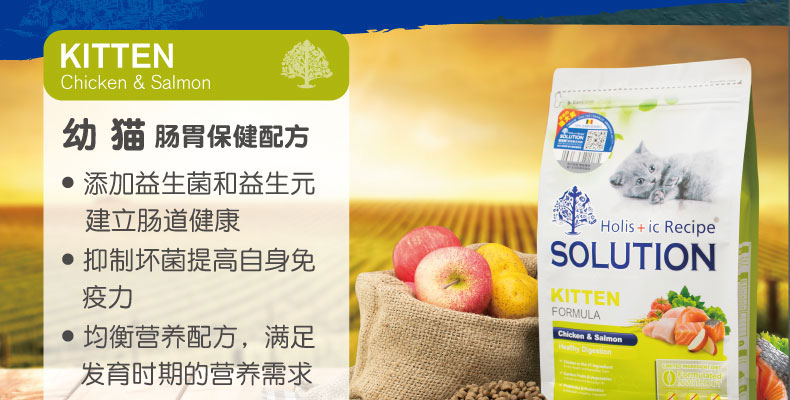 KITTEN
Chicken & Salmon
幼 猫 肠胃保健配方
• 添加益生菌和益生元
建立肠道健康
• 抑制坏菌提高自身免
疫力
• 均衡营养配方，满足
发育时期的营养需求
SOLUTION
Holis+ic Recipe®
SOLUTION
KITTEN
FORMULA
Chicken & Salmon
Healthy Digestion